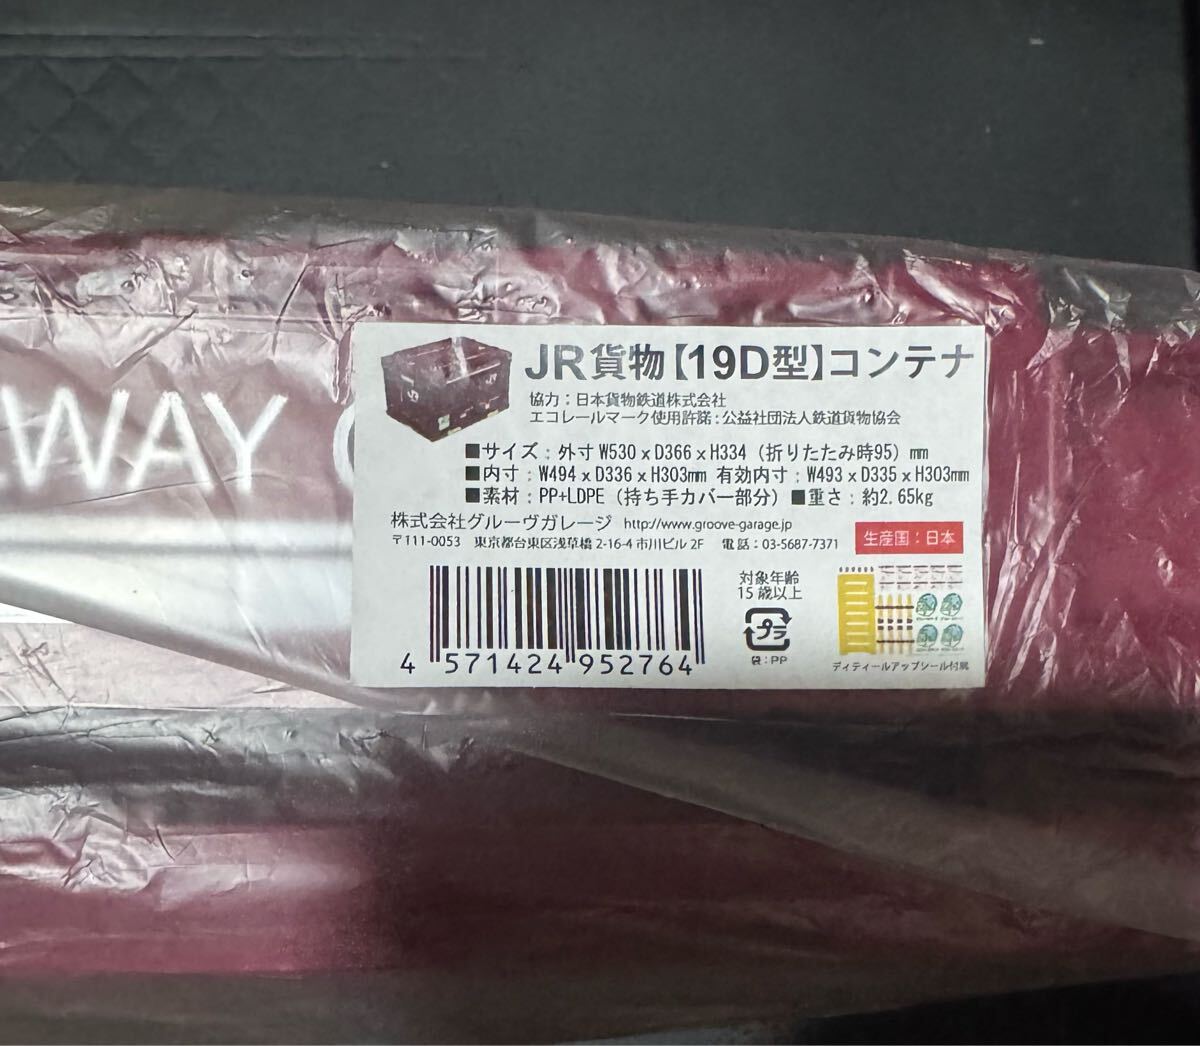 JR貨物【19D型】コンテナ
協力：日本貨物鉄道株式会社
エコレールマーク使用許諾：公益社団法人鉄道貨物協会
■サイズ：外寸 W530 x D366 x H334（折りたたみ時95）mm
■内寸：W494 x D336 x H303mm 有効内寸：W493 x D335 x H303mm
■素材：PP+LDPE（持ち手カバー部分）■重さ：約2.65kg
株式会社グルーヴガレージ http://www.groove-garage.jp
〒111-0053 東京都台東区浅草橋 2-16-4 市川ビル 2F 電話：03-5687-7371
生産国：日本
対象年齢
15歳以上
プラ
袋：PP
4 571424 952764
ディティールアップシール付属
WAY